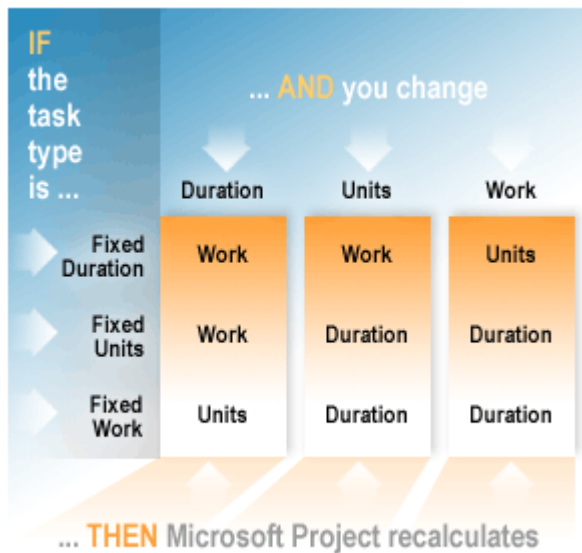 IF
the
task
type
is ...
... AND you change
Duration Units Work
Fixed
Duration
Work Work Units
Fixed
Units
Work Duration Duration
Fixed
Work
Units Duration Duration
... THEN Microsoft Project recalculates